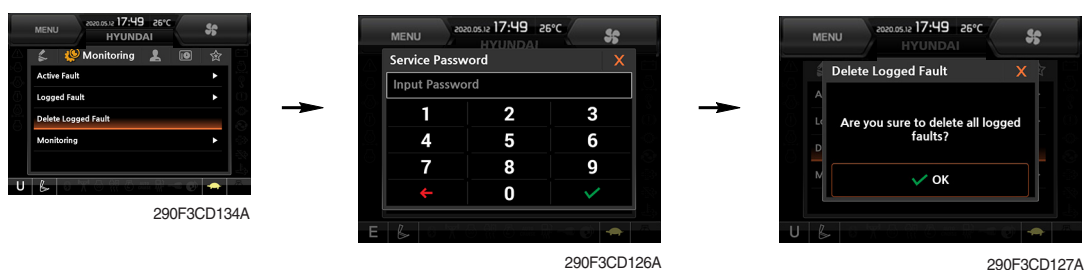 MENU
2020.05.12 17:49 26°C
HYUNDAI
Monitoring
Active Fault
Logged Fault
Delete Logged Fault
Monitoring
U
290F3CD134A
MENU
2020.05.12 17:49 26°C
HYUNDAI
Service Password X
Input Password
1 2 3
4 5 6
7 8 9
0
E
290F3CD126A
MENU
2020.05.12 17:49 26°C
HYUNDAI
Delete Logged Fault X
A
Lo
D
M
Are you sure to delete all logged
faults?
OK
U
290F3CD127A